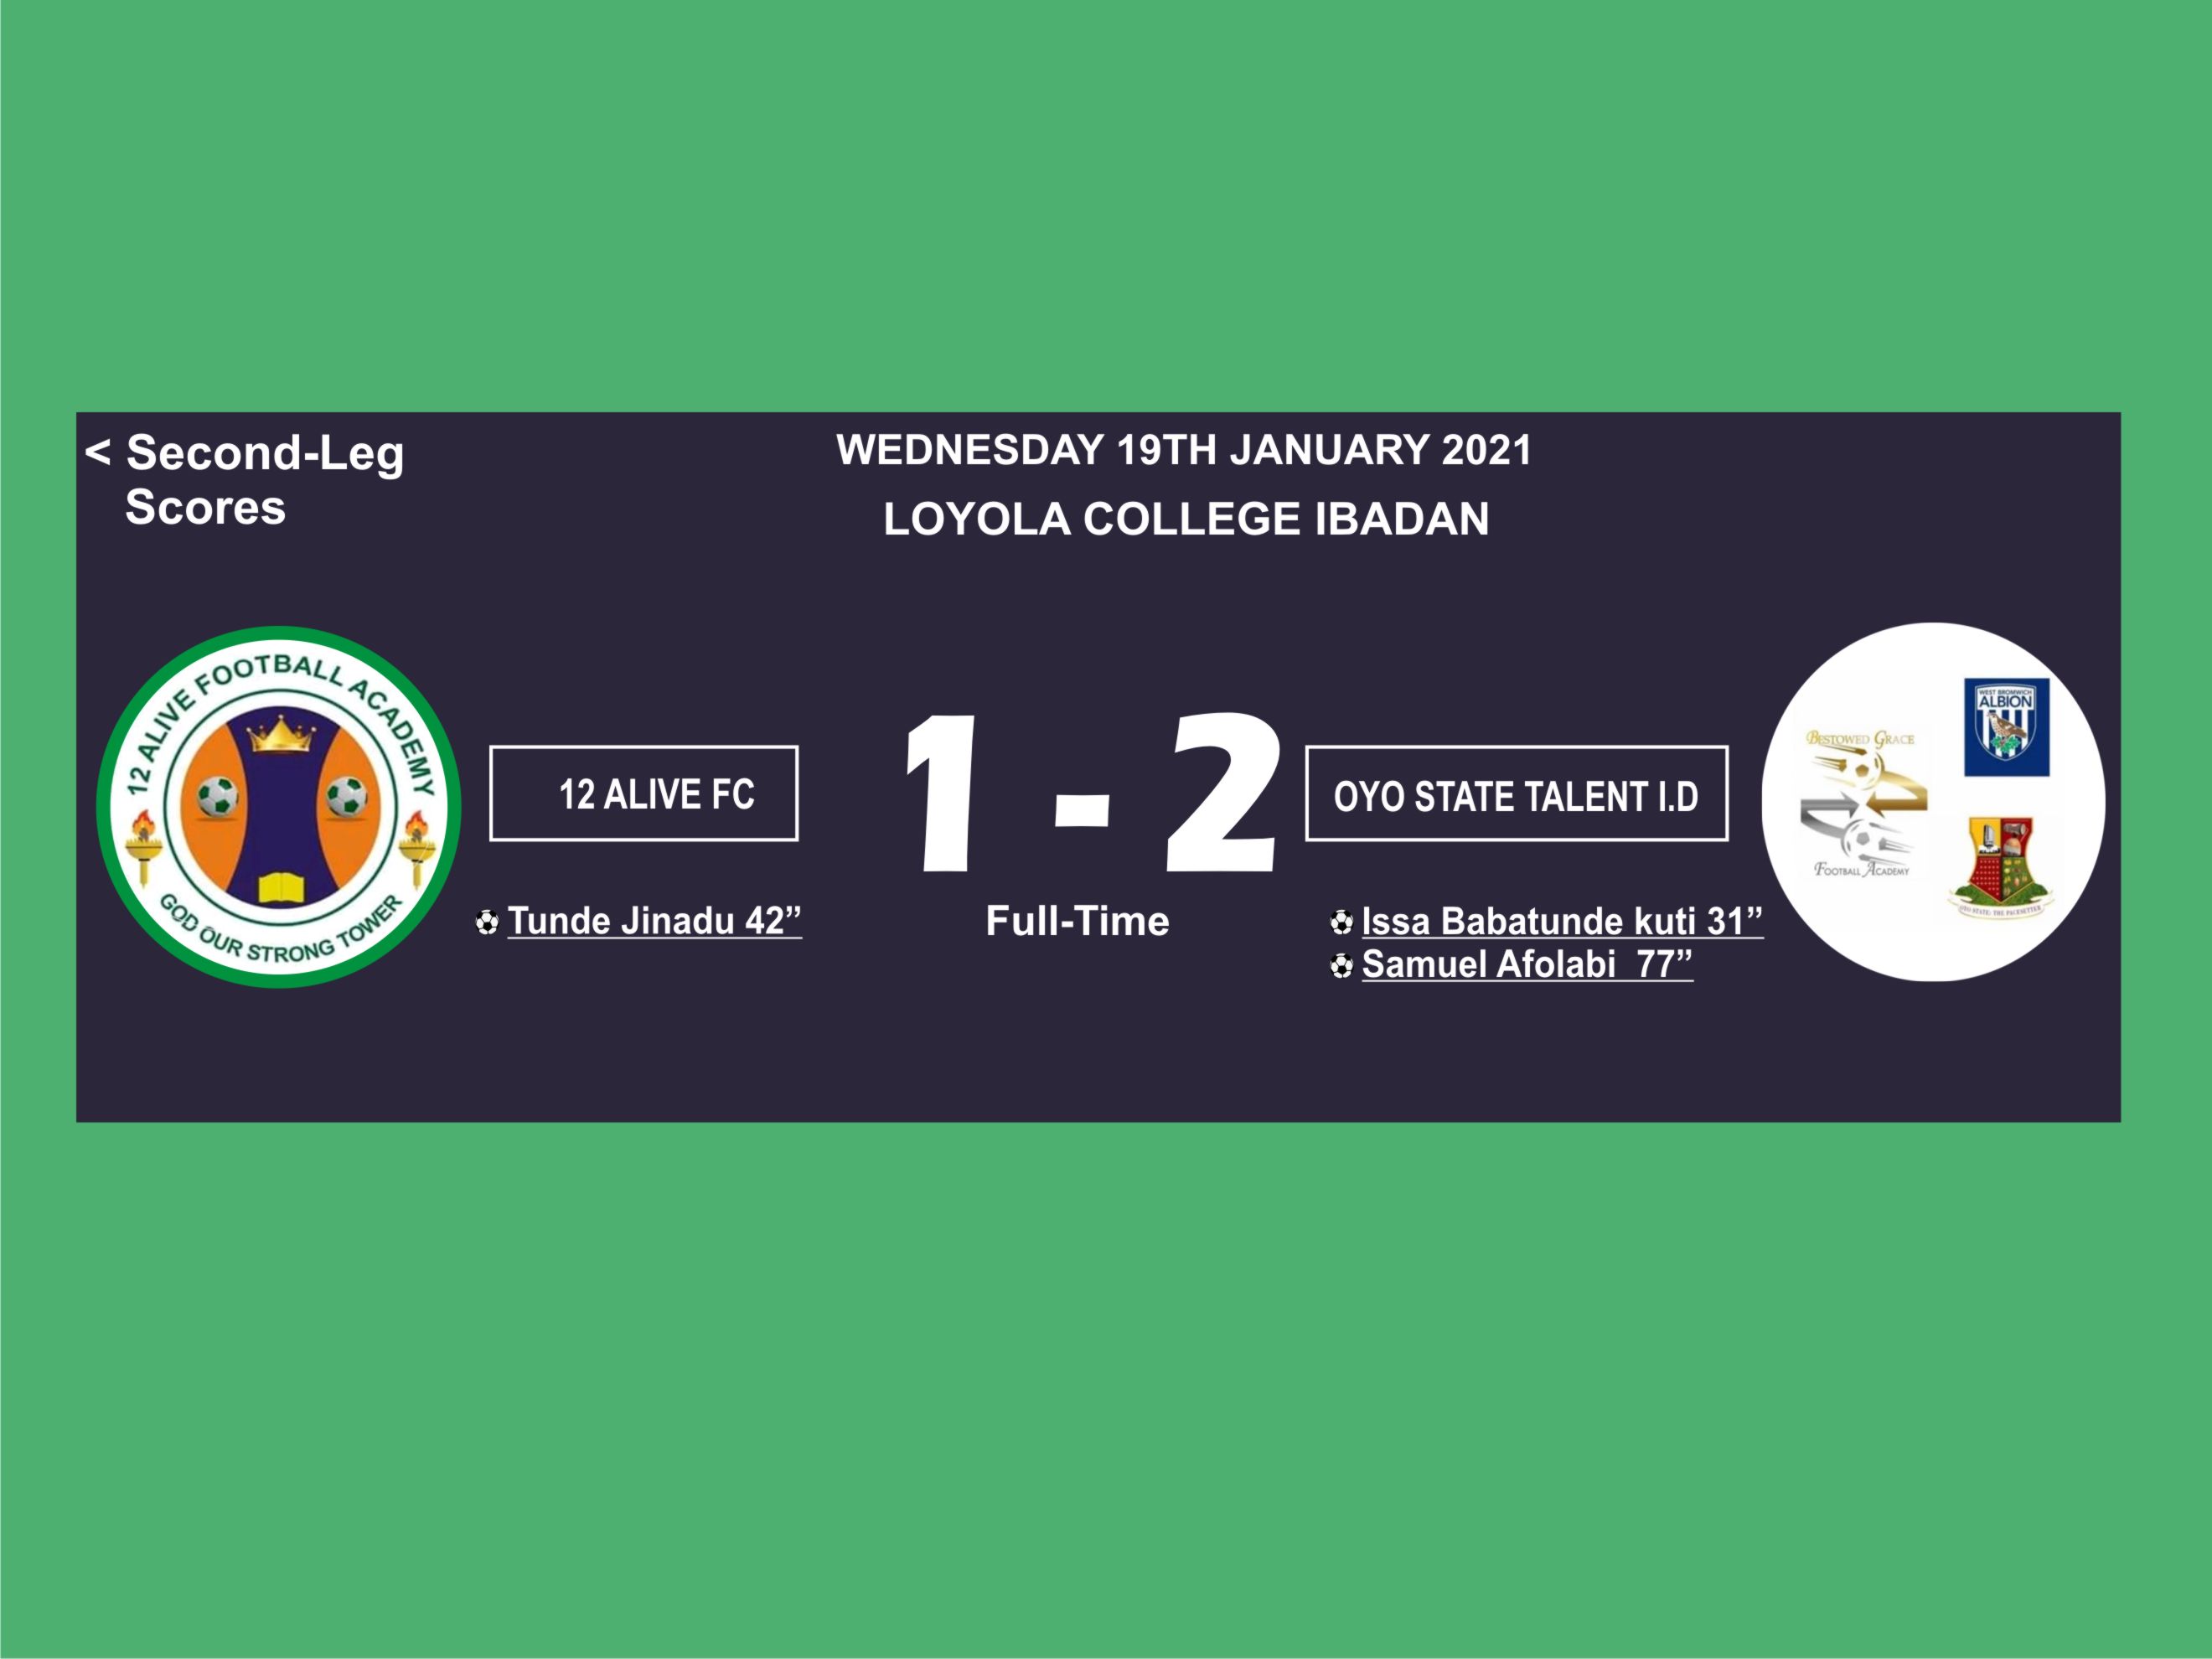 < Second-Leg
Scores
WEDNESDAY 19TH JANUARY 2021
LOYOLA COLLEGE IBADAN
12 ALIVE FOOTBALL ACADEMY
GOD OUR STRONG TOWER
12 ALIVE FC
1 - 2
OYO STATE TALENT I.D
Tunde Jinadu 42”
Full-Time
Issa Babatunde kuti 31”
Samuel Afolabi 77”
BESTOWED GRACE
FOOTBALL ACADEMY
WEST BROMWICH
ALBION
OYO STATE: THE PACESETTER